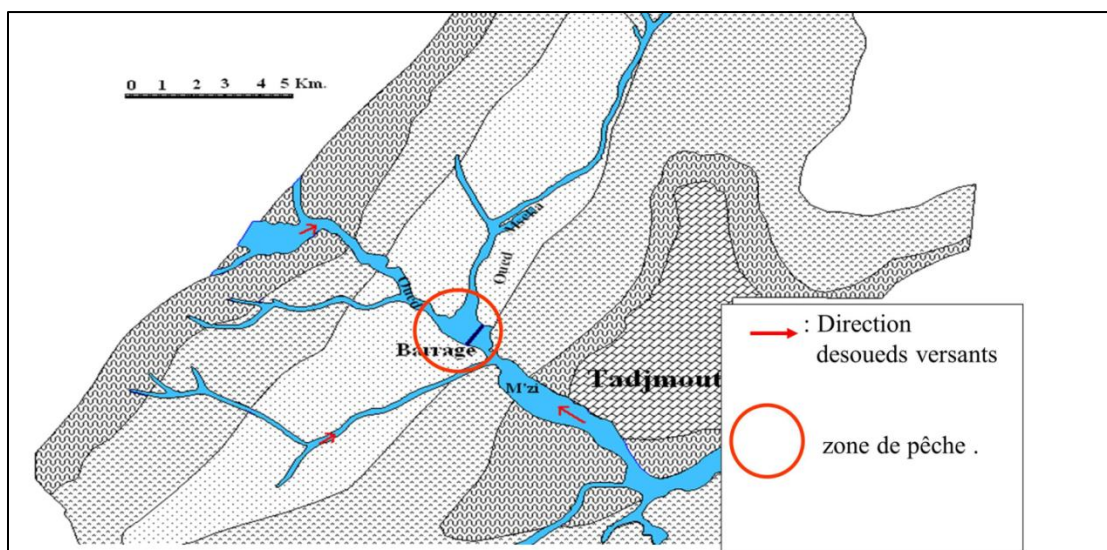 0 1 2 3 4 5 Km.
Oued
Oued
Barrage
M'zi
Tadjmout
: Direction
desoueds versants
zone de pêche .